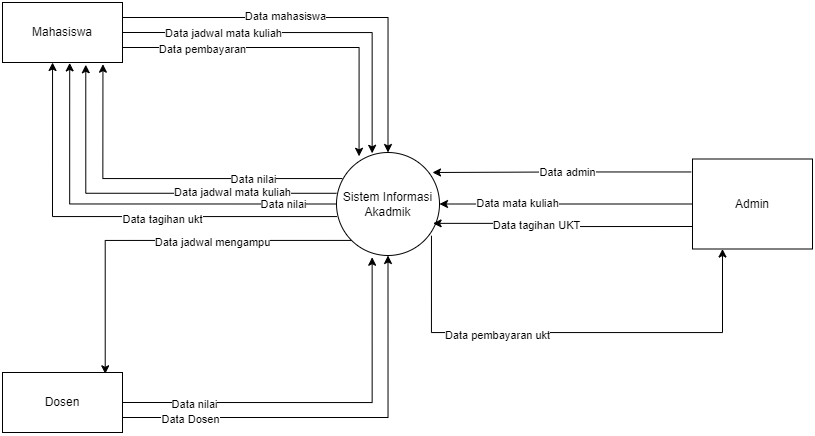 Mahasiswa
Data mahasiswa
Data jadwal mata kuliah
Data pembayaran
Data nilai
Data jadwal mata kuliah
Data nilai
Data tagihan ukt
Data jadwal mengampu
Sistem Informasi
Akadmik
Data admin
Data mata kuliah
Data tagihan UKT
Admin
Data pembayaran ukt
Dosen
Data nilai
Data Dosen